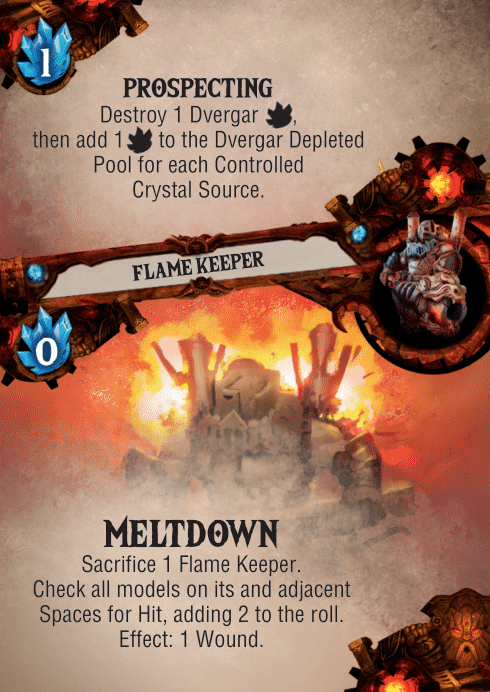 1
PROSPECTING
Destroy 1 Dvergar ,
then add 1 to the Dvergar Depleted
Pool for each Controlled
Crystal Source.
FLAME KEEPER
0
MELTDOWN
Sacrifice 1 Flame Keeper.
Check all models on its and adjacent
Spaces for Hit, adding 2 to the roll.
Effect: 1 Wound.